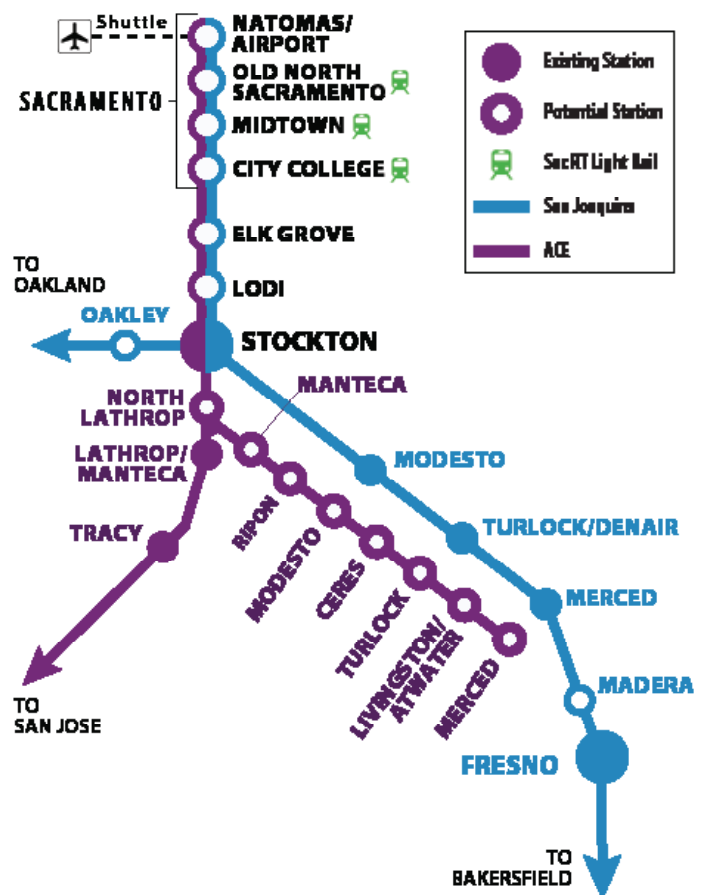 Shuttle
NATOMAS/
AIRPORT
OLD NORTH
SACRAMENTO
SACRAMENTO
MIDTOWN
CITY COLLEGE
ELK GROVE
LODI
TO
OAKLAND
OAKLEY
STOCKTON
MANTECA
NORTH
LATHROP
LATHROP/
MANTECA
MODESTO
TRACY
RIPON
MODESTO
CERES
TURLOCK
LIVINGSTON/
ATWATER
MERCED
TURLOCK/DENAIR
MERCED
MADERA
FRESNO
TO
SAN JOSE
TO
BAKERSFIELD
Existing Station
Potential Station
SacRT Light Rail
San Joaquins
ACE